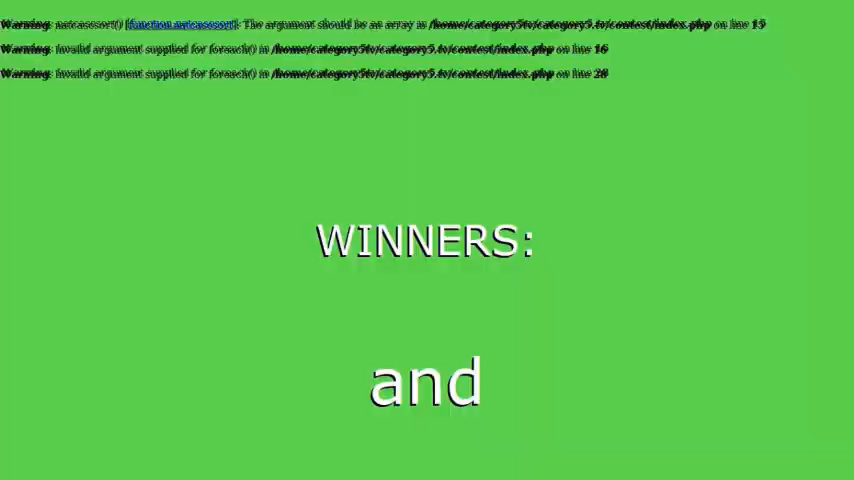 Warning: natcasesort() [function.natcasesort]: The argument should be an array in /home/category5tv/category5.tv/contest/index.php on line 15
Warning: Invalid argument supplied for foreach() in /home/category5tv/category5.tv/contest/index.php on line 16
Warning: Invalid argument supplied for foreach() in /home/category5tv/category5.tv/contest/index.php on line 28
WINNERS:
and